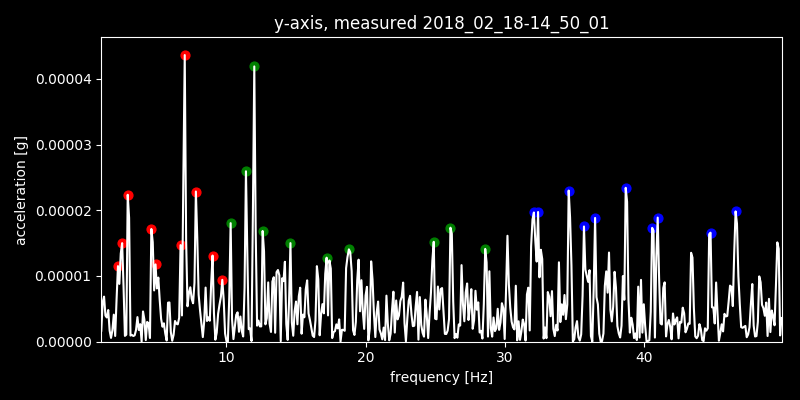 y-axis, measured 2018_02_18-14_50_01
acceleration [g]
0.00004
0.00003
0.00002
0.00001
0.00000
10 20 30 40
frequency [Hz]